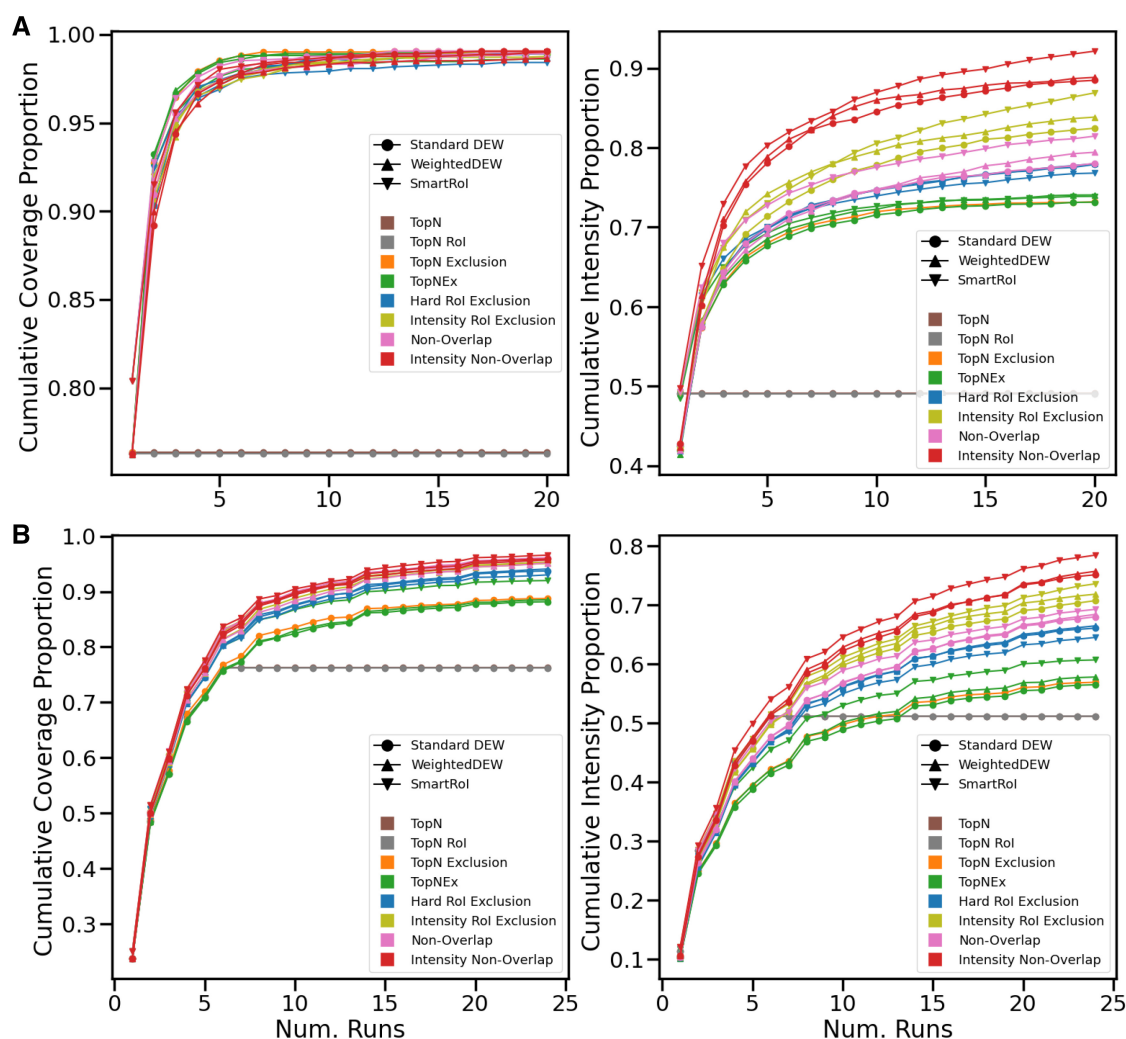 A
Cumulative Coverage Proportion
1.00
0.95
0.90
0.85
0.80
5
10
15
20
Standard DEW
WeightedDEW
SmartRoI
TopN
TopN RoI
TopN Exclusion
TopNEx
Hard RoI Exclusion
Intensity RoI Exclusion
Non-Overlap
Intensity Non-Overlap
Cumulative Intensity Proportion
0.9
0.8
0.7
0.6
0.5
0.4
5
10
15
20
Standard DEW
WeightedDEW
SmartRoI
TopN
TopN RoI
TopN Exclusion
TopNEx
Hard RoI Exclusion
Intensity RoI Exclusion
Non-Overlap
Intensity Non-Overlap
B
Cumulative Coverage Proportion
1.0
0.9
0.8
0.7
0.6
0.5
0.4
0.3
0
5
10
15
20
25
Num. Runs
Standard DEW
WeightedDEW
SmartRoI
TopN
TopN RoI
TopN Exclusion
TopNEx
Hard RoI Exclusion
Intensity RoI Exclusion
Non-Overlap
Intensity Non-Overlap
Cumulative Intensity Proportion
0.8
0.7
0.6
0.5
0.4
0.3
0.2
0.1
0
5
10
15
20
25
Num. Runs
Standard DEW
WeightedDEW
SmartRoI
TopN
TopN RoI
TopN Exclusion
TopNEx
Hard RoI Exclusion
Intensity RoI Exclusion
Non-Overlap
Intensity Non-Overlap